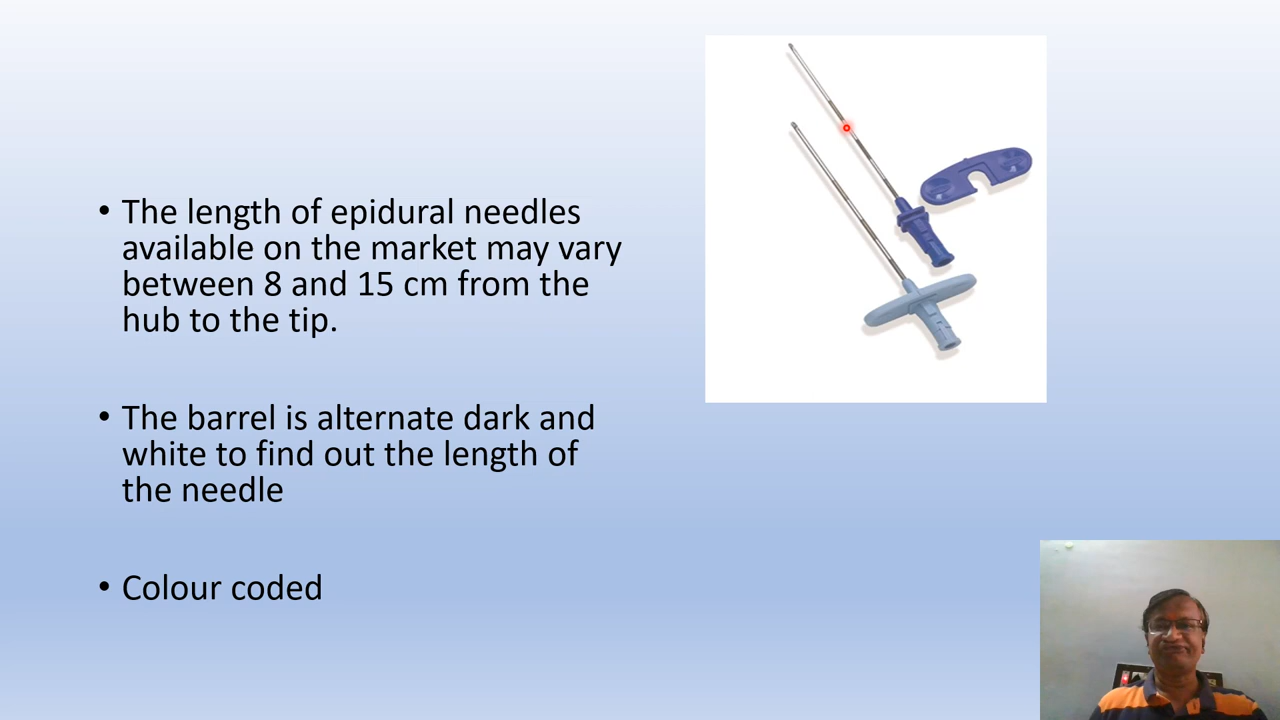 • The length of epidural needles
available on the market may vary
between 8 and 15 cm from the
hub to the tip.
• The barrel is alternate dark and
white to find out the length of
the needle
• Colour coded